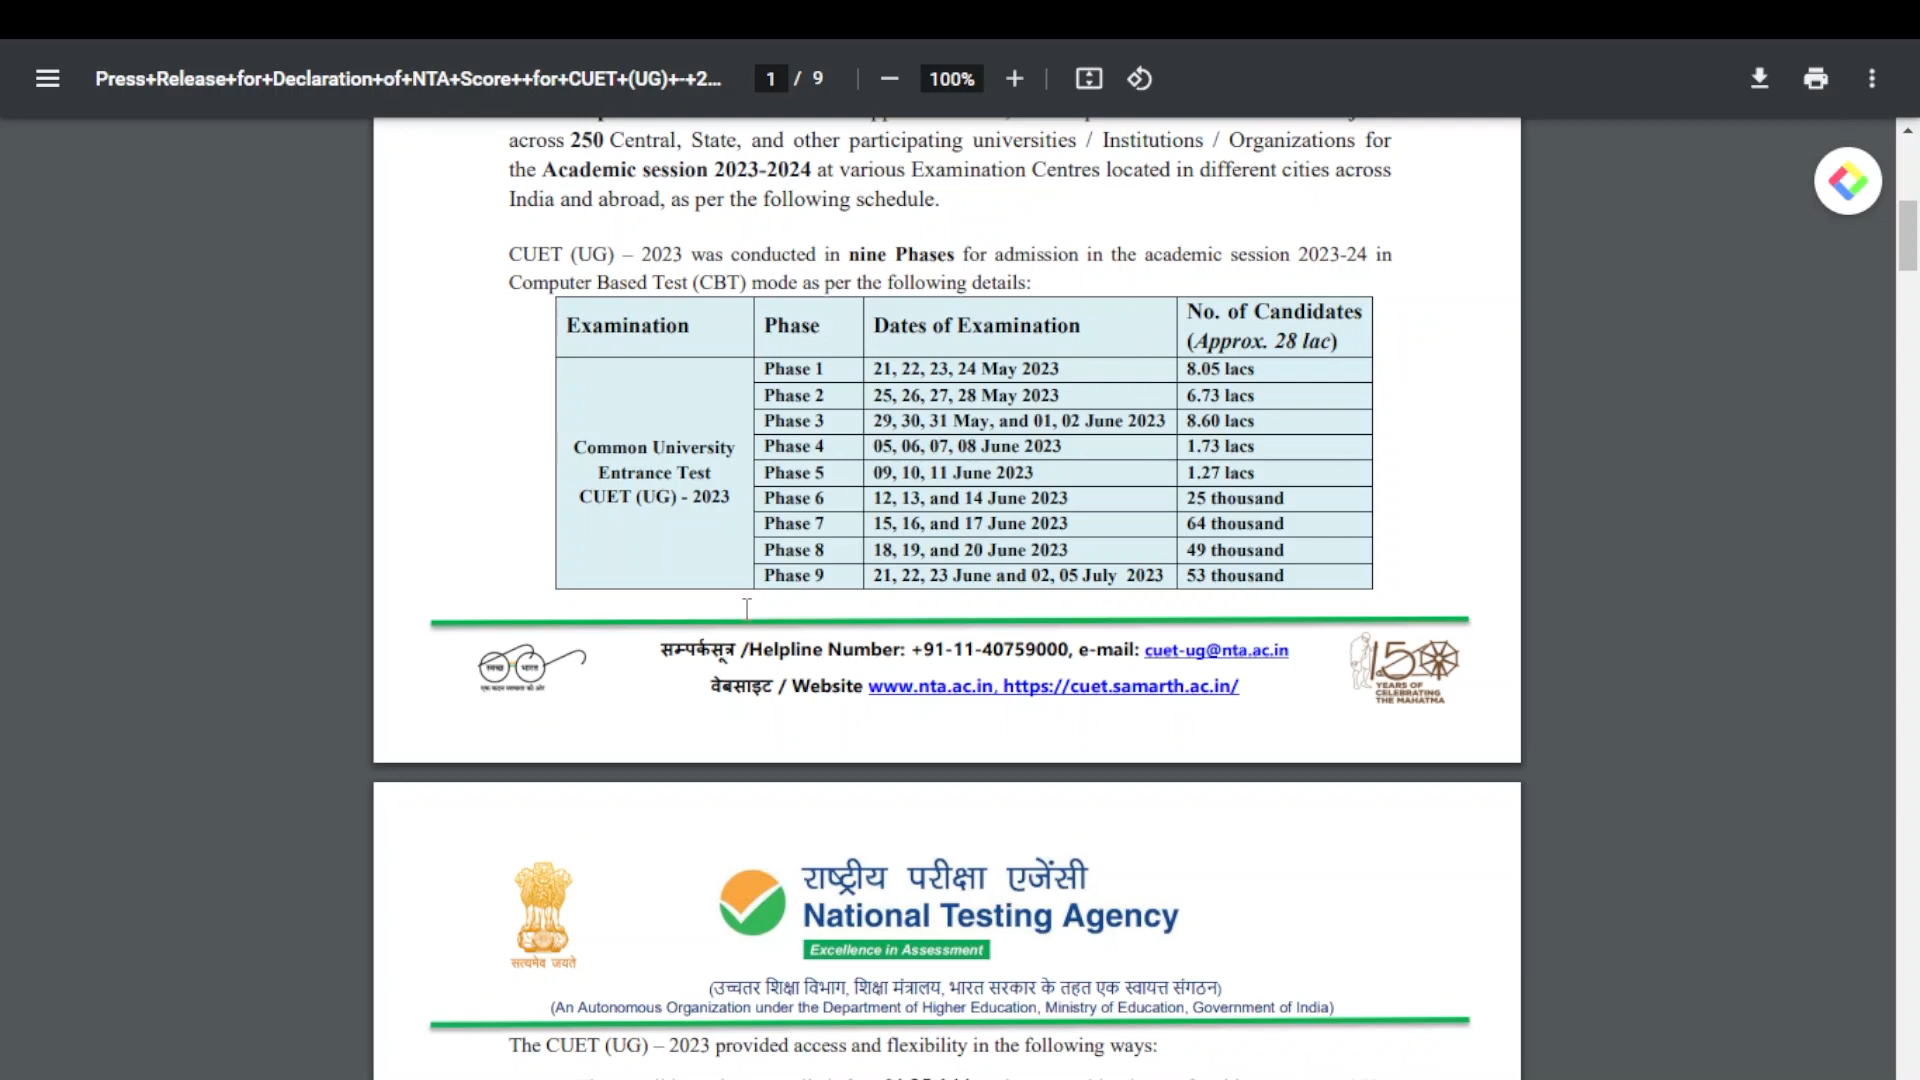 Press+Release+for+Declaration+of+NTA+Score++for+CUET+(UG)+-+2...
1 / 9
100%
across 250 Central, State, and other participating universities / Institutions / Organizations for
the Academic session 2023-2024 at various Examination Centres located in different cities across
India and abroad, as per the following schedule.
CUET (UG) – 2023 was conducted in nine Phases for admission in the academic session 2023-24 in
Computer Based Test (CBT) mode as per the following details:
Examination Phase Dates of Examination No. of Candidates
(Approx. 28 lac)
Common University
Entrance Test
CUET (UG) - 2023
Phase 1 21, 22, 23, 24 May 2023 8.05 lacs
Phase 2 25, 26, 27, 28 May 2023 6.73 lacs
Phase 3 29, 30, 31 May, and 01, 02 June 2023 8.60 lacs
Phase 4 05, 06, 07, 08 June 2023 1.73 lacs
Phase 5 09, 10, 11 June 2023 1.27 lacs
Phase 6 12, 13, and 14 June 2023 25 thousand
Phase 7 15, 16, and 17 June 2023 64 thousand
Phase 8 18, 19, and 20 June 2023 49 thousand
Phase 9 21, 22, 23 June and 02, 05 July 2023 53 thousand
स्वच्छ भारत
एक कदम स्वच्छता की ओर
सम्पर्कसूत्र /Helpline Number: +91-11-40759000, e-mail: cuet-ug@nta.ac.in
वेबसाइट / Website www.nta.ac.in, https://cuet.samarth.ac.in/
150
YEARS OF
CELEBRATING
THE MAHATMA
सत्यमेव जयते
राष्ट्रीय परीक्षा एजेंसी
National Testing Agency
Excellence in Assessment
(उच्चतर शिक्षा विभाग, शिक्षा मंत्रालय, भारत सरकार के तहत एक स्वायत्त संगठन)
(An Autonomous Organization under the Department of Higher Education, Ministry of Education, Government of India)
The CUET (UG) – 2023 provided access and flexibility in the following ways: